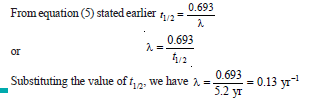 From equation (5) stated earlier t₁/₂ = 0.693 / λ
or λ = 0.693 / t₁/₂
Substituting the value of t₁/₂, we have λ = 0.693 / 5.2 yr = 0.13 yr⁻¹